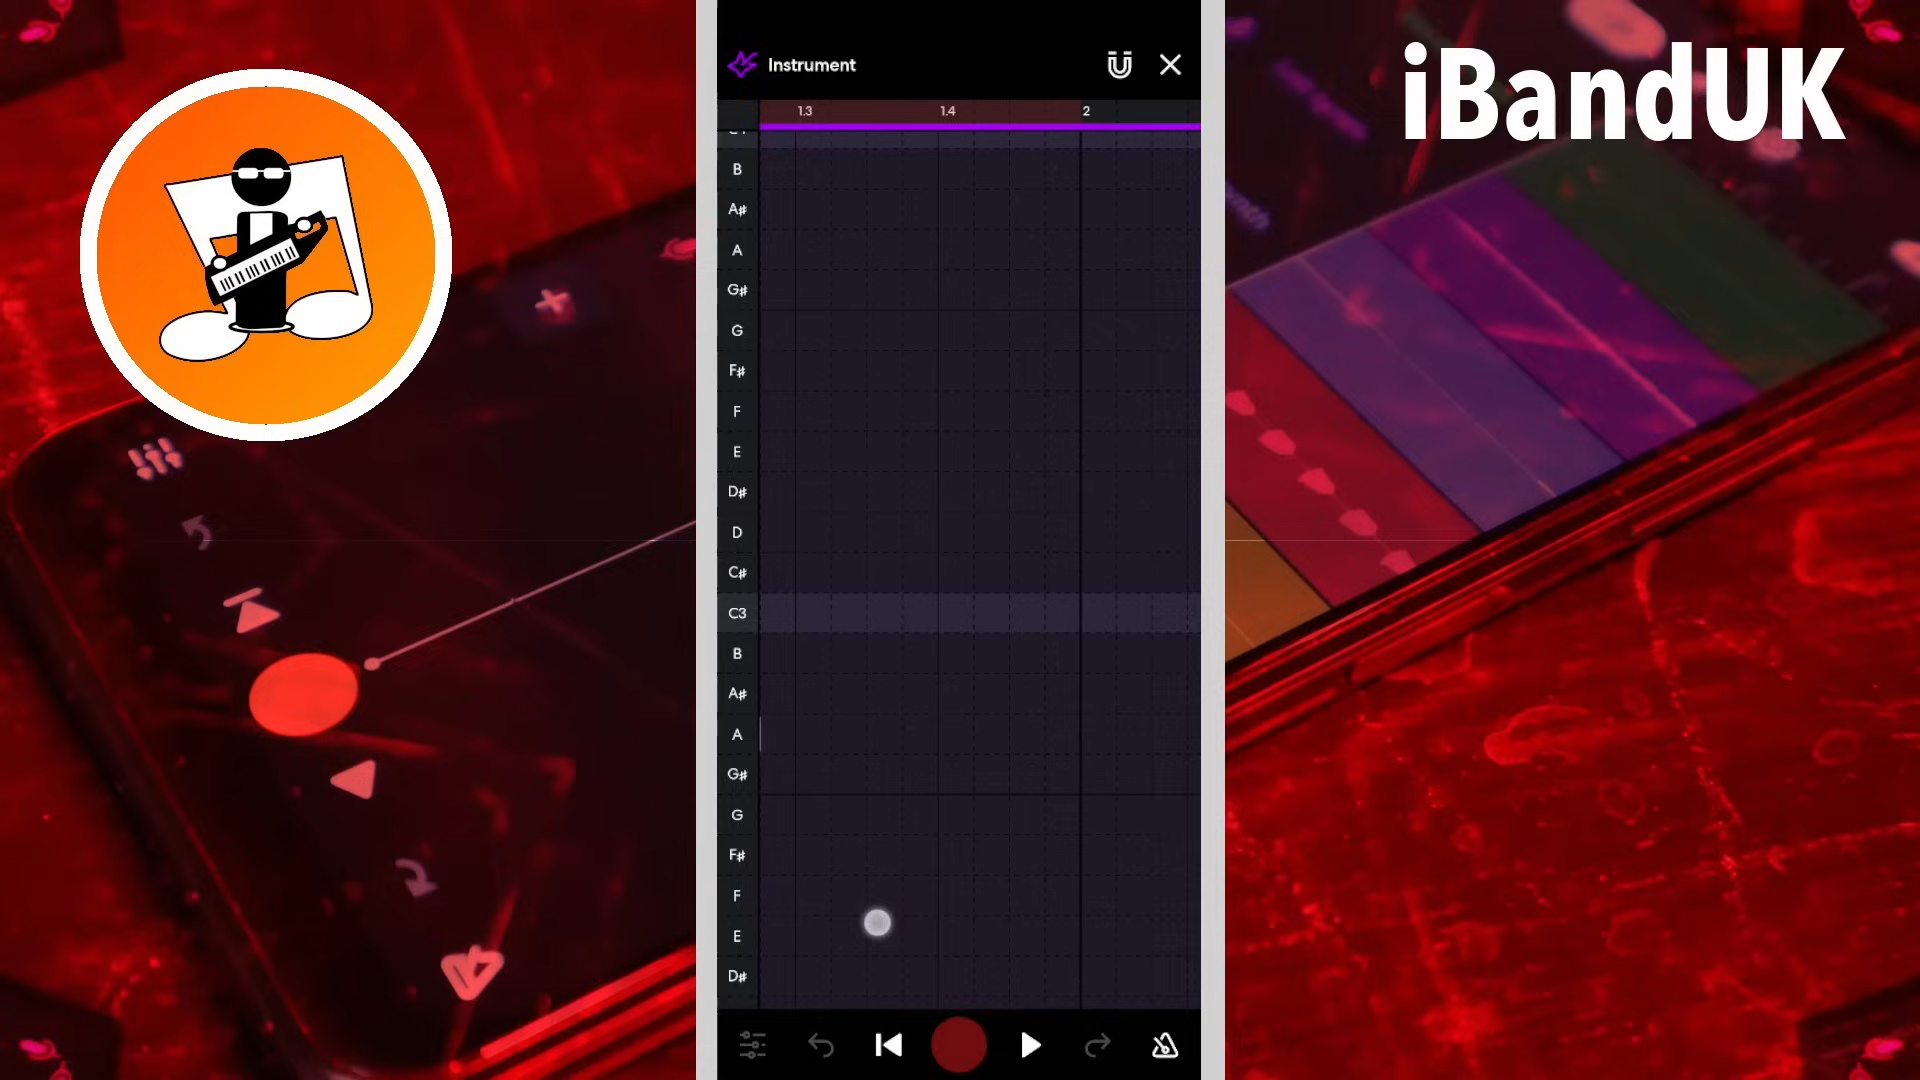 iBandUK
Instrument
1.3
1.4
2
B
A#
A
G#
G
F#
F
E
D#
D
C#
C3
B
A#
A
G#
G
F#
F
E
D#